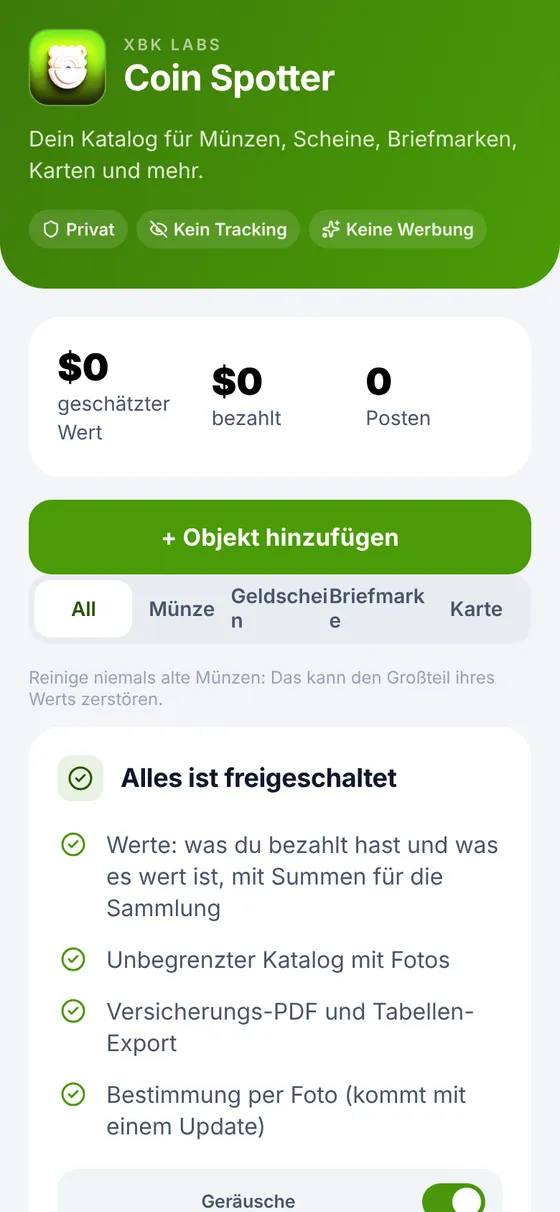 XBK LABS
Coin Spotter
Dein Katalog für Münzen, Scheine, Briefmarken,
Karten und mehr.
Privat
Kein Tracking
Keine Werbung
$0
geschätzter
Wert
$0
bezahlt
0
Posten
+ Objekt hinzufügen
All
Münze
Geldschei
n
Briefmark
e
Karte
Reinige niemals alte Münzen: Das kann den Großteil ihres
Werts zerstören.
Alles ist freigeschaltet
Werte: was du bezahlt hast und was
es wert ist, mit Summen für die
Sammlung
Unbegrenzter Katalog mit Fotos
Versicherungs-PDF und Tabellen-
Export
Bestimmung per Foto (kommt mit
einem Update)
Geräusche